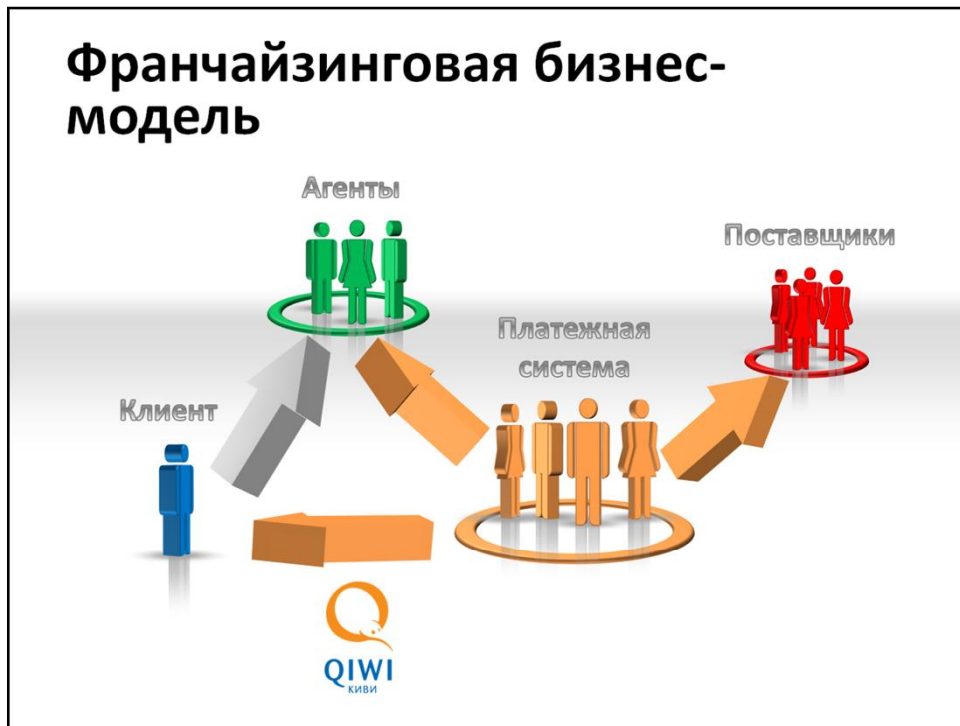 Франчайзинговая бизнес-
модель
Агенты
Поставщики
Платежная
система
Клиент
QIWI
КИВИ